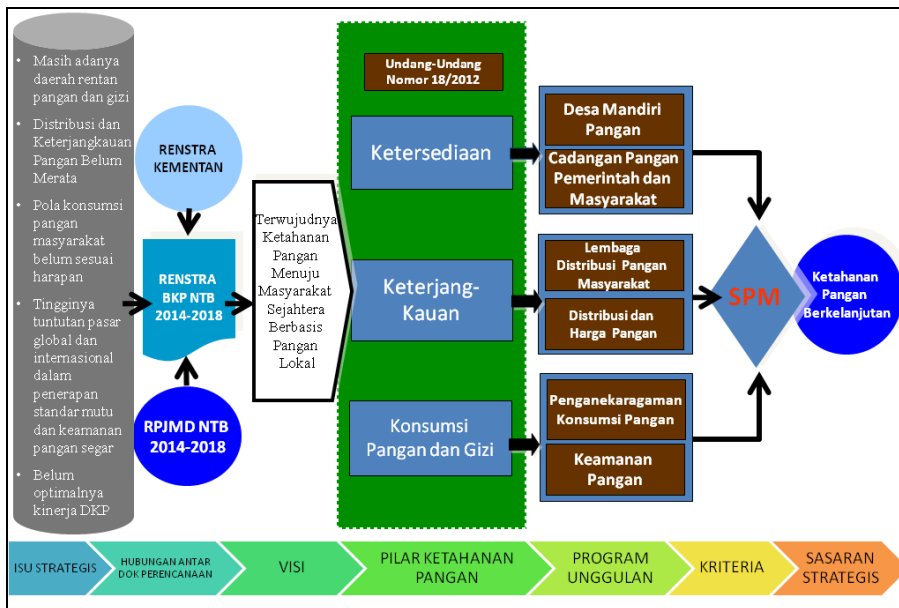 • Masih adanya
daerah rentan
pangan dan gizi
• Distribusi dan
Keterjangkauan
Pangan Belum
Merata
• Pola konsumsi
pangan
masyarakat
belum sesuai
harapan
• Tingginya
tuntutan pasar
global dan
internasional
dalam
penerapan
standar mutu
dan keamanan
pangan segar
• Belum
optimalnya
kinerja DKP
RENSTRA
KEMENTAN
RENSTRA
BKP NTB
2014-2018
RPJMD NTB
2014-2018
Terwujudnya
Ketahanan
Pangan
Menuju
Masyarakat
Sejahtera
Berbasis
Pangan
Lokal
Undang-Undang
Nomor 18/2012
Ketersediaan
Keterjang-
Kauan
Konsumsi
Pangan dan Gizi
Desa Mandiri
Pangan
Cadangan Pangan
Pemerintah dan
Masyarakat
Lembaga
Distribusi Pangan
Masyarakat
Distribusi dan
Harga Pangan
Penganekaragaman
Konsumsi Pangan
Keamanan
Pangan
SPM
Ketahanan
Pangan
Berkelanjutan
ISU STRATEGIS
HUBUNGAN ANTAR
DOK PERENCANAAN
VISI
PILAR KETAHANAN
PANGAN
PROGRAM
UNGGULAN
KRITERIA
SASARAN
STRATEGIS